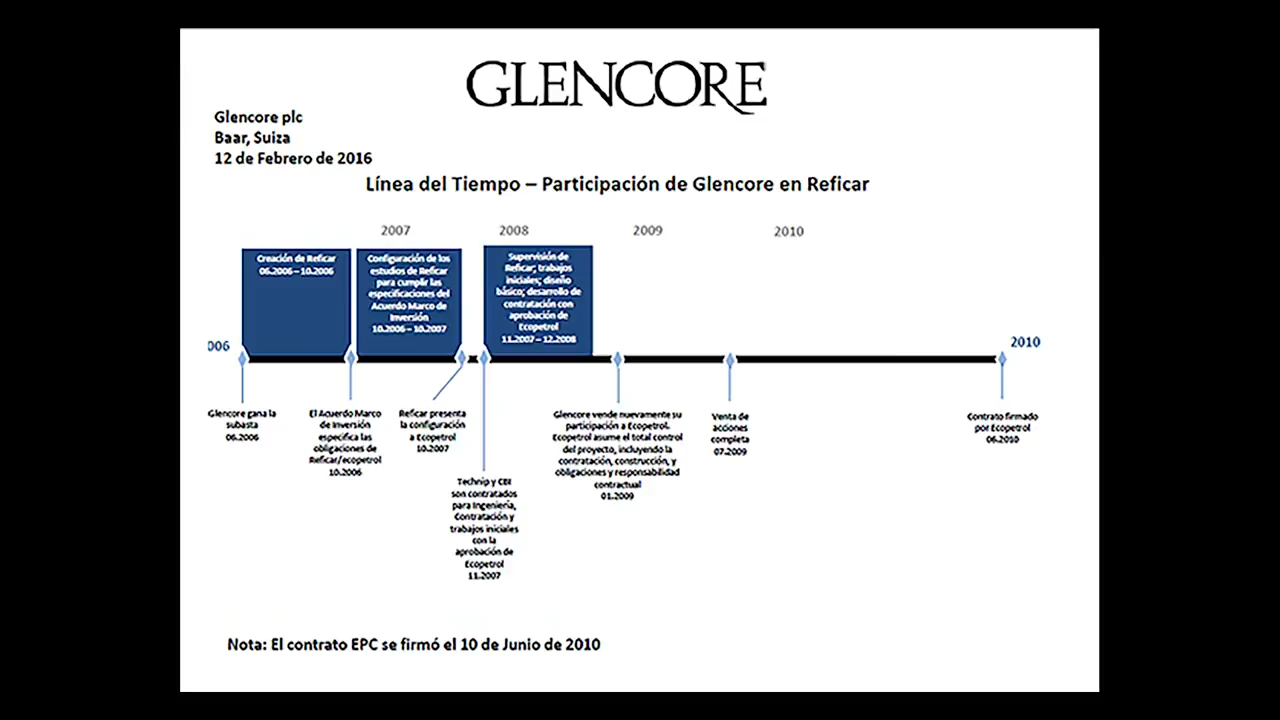 GLENCORE
Glencore plc
Baar, Suiza
12 de Febrero de 2016
Línea del Tiempo – Participación de Glencore en Reficar
2007
2008
2009
2010
Creación de Reficar
06.2006 – 10.2006
Configuración de los
estudios de Reficar
para cumplir las
especificaciones del
Acuerdo Marco de
Inversión
10.2006 – 10.2007
Supervisión de
Reficar; trabajos
iniciales; diseño
básico; desarrollo de
contratación con
aprobación de
Ecopetrol
11.2007 – 12.2008
006
2010
Glencore gana la
subasta
06.2006
El Acuerdo Marco
de Inversión
especifica las
obligaciones de
Reficar/ecopetrol
10.2006
Reficar presenta
la configuración
a Ecopetrol
10.2007
Technip y CBI
son contratados
para Ingeniería,
Contratación y
trabajos iniciales
con la
aprobación de
Ecopetrol
11.2007
Glencore vende nuevamente su
participación a Ecopetrol.
Ecopetrol asume el total control
del proyecto, incluyendo la
contratación, construcción, y
obligaciones y responsabilidad
contractual
01.2009
Venta de
acciones
completa
07.2009
Contrato firmado
por Ecopetrol
06.2010
Nota: El contrato EPC se firmó el 10 de Junio de 2010